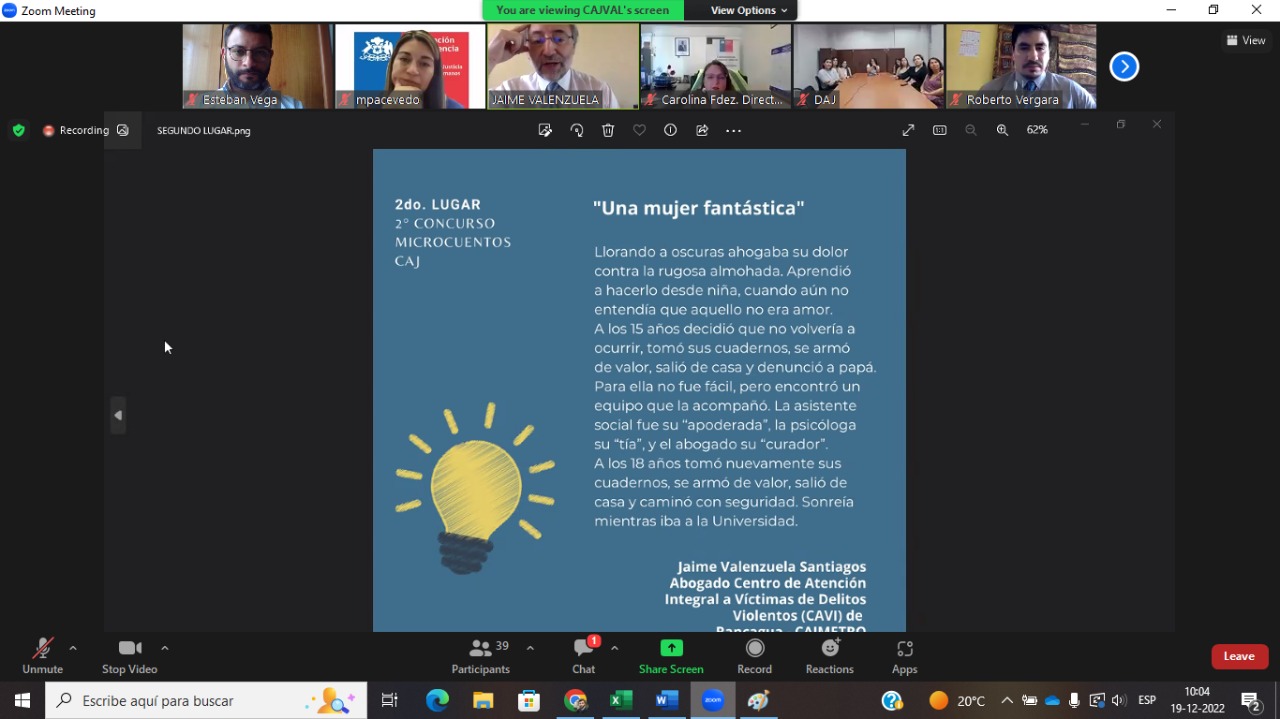 Zoom Meeting
You are viewing CAJVAL's screen
View Options
Esteban Vega
mpacevedo
JAIME VALENZUELA
Carolina Fdez. Direct...
DAJ
Roberto Vergara
View
Recording
SEGUNDO LUGAR.png
62%
2do. LUGAR
2° CONCURSO
MICROCUENTOS
CAJ
"Una mujer fantástica"
Llorando a oscuras ahogaba su dolor
contra la rugosa almohada. Aprendió
a hacerlo desde niña, cuando aún no
entendía que aquello no era amor.
A los 15 años decidió que no volvería a
ocurrir, tomó sus cuadernos, se armó
de valor, salió de casa y denunció a papá.
Para ella no fue fácil, pero encontró un
equipo que la acompañó. La asistente
social fue su “apoderada”, la psicóloga
su “tía”, y el abogado su “curador”.
A los 18 años tomó nuevamente sus
cuadernos, se armó de valor, salió de
casa y caminó con seguridad. Sonreía
mientras iba a la Universidad.
Jaime Valenzuela Santiagos
Abogado Centro de Atención
Integral a Víctimas de Delitos
Violentos (CAVI) de
Rancagua - CAJMETRO
Unmute
Stop Video
39
Participants
1
Chat
Share Screen
Record
Reactions
Apps
Leave
Escribe aquí para buscar
zoom
20°C
ESP
10:04
19-12-2022
2